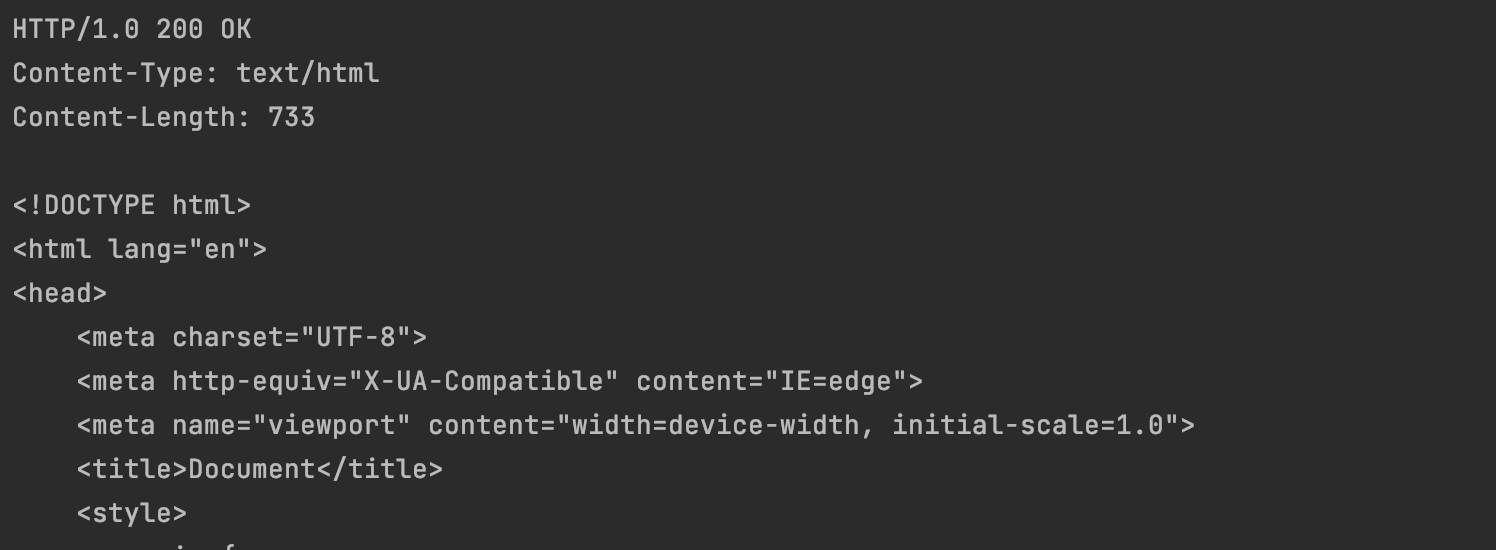 HTTP/1.0 200 OK
Content-Type: text/html
Content-Length: 733

<!DOCTYPE html>
<html lang="en">
<head>
    <meta charset="UTF-8">
    <meta http-equiv="X-UA-Compatible" content="IE=edge">
    <meta name="viewport" content="width=device-width, initial-scale=1.0">
    <title>Document</title>
    <style>